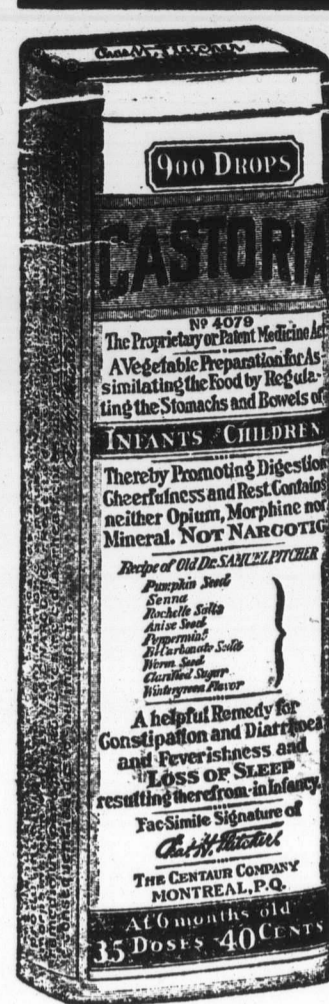 Chas. H. Fletcher
900 DROPS
CASTORIA
Nº 4079
The Proprietary or Patent Medicine Act
A Vegetable Preparation for As-
similating the Food by Regula-
ting the Stomachs and Bowels of
INFANTS CHILDREN
Thereby Promoting Digestion
Cheerfulness and Rest. Contains
neither Opium, Morphine nor
Mineral. NOT NARCOTIC
Recipe of Old Dr. SAMUEL PITCHER
Pumpkin Seed
Senna
Rochelle Salts
Anise Seed
Peppermint
Bi Carbonate Soda
Worm Seed
Clarified Sugar
Wintergreen Flavor
A helpful Remedy for
Constipation and Diarrhoea
and Feverishness and
LOSS OF SLEEP
resulting therefrom-in Infancy.
Fac-Simile Signature of
Chas. H. Fletcher.
THE CENTAUR COMPANY
MONTREAL, P.Q.
At 6 months old
35 DOSES - 40 CENTS